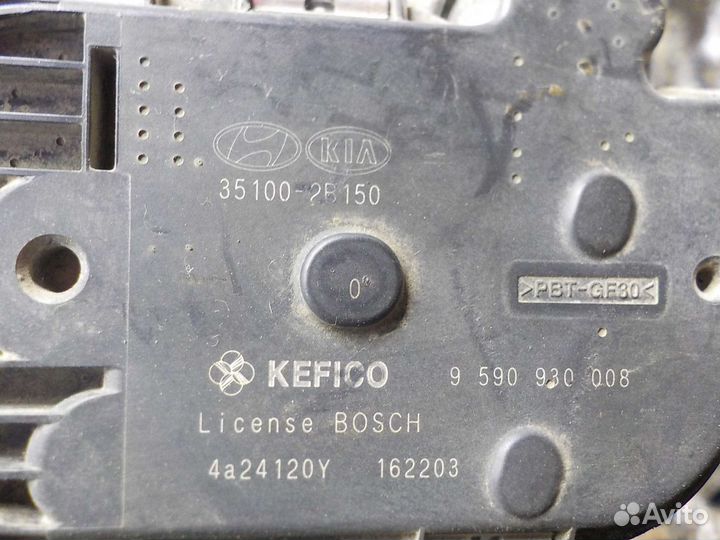 KIA
35100-2B150
0°
>PBT-GF30<
KEFICO 9 590 930 008
License BOSCH
4a24120Y 162203
Avito